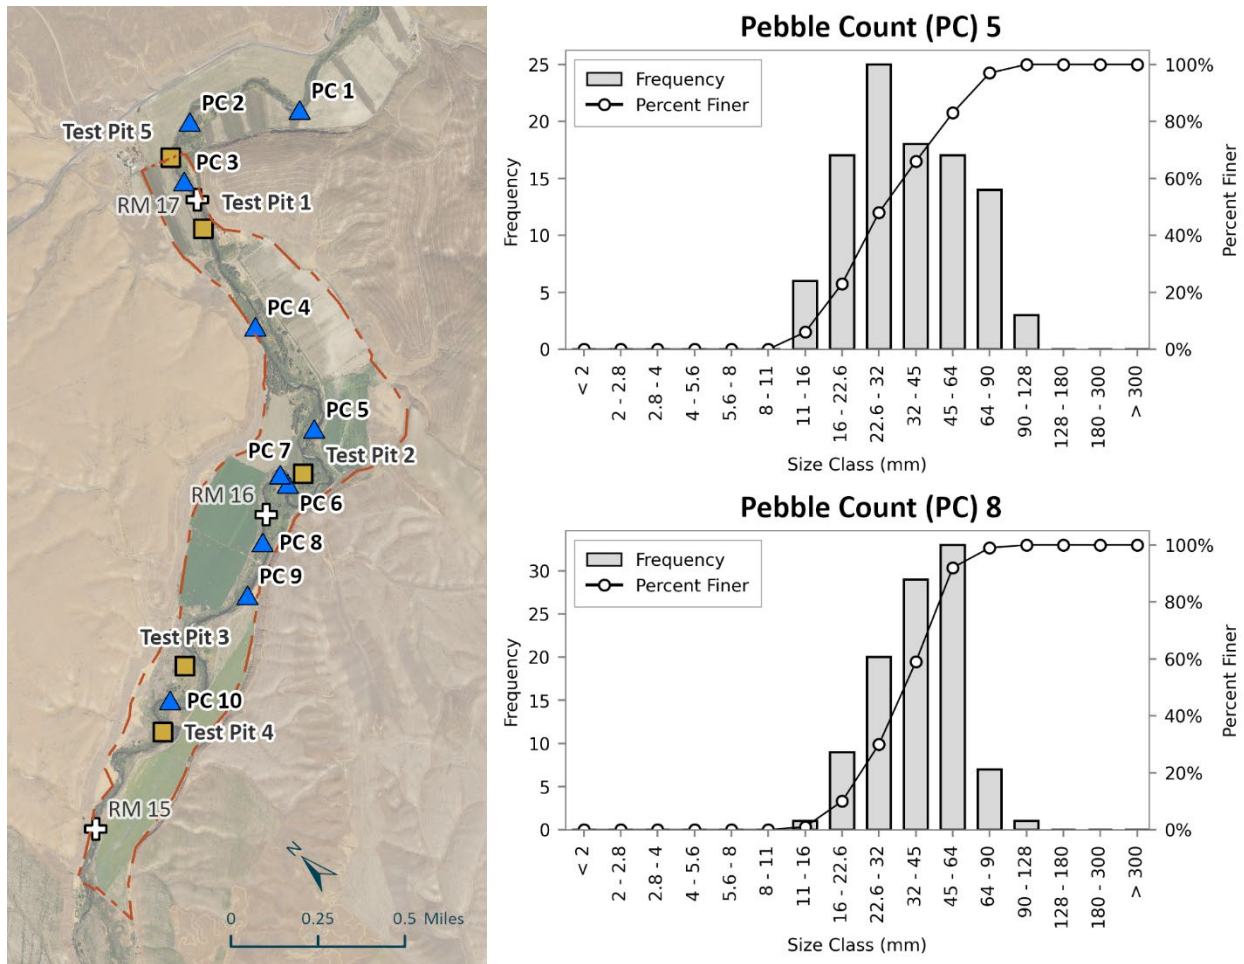 PC 1
PC 2
Test Pit 5
PC 3
RM 17
Test Pit 1
PC 4
PC 5
PC 7
Test Pit 2
RM 16
PC 6
PC 8
PC 9
Test Pit 3
PC 10
Test Pit 4
RM 15
N
0 0.25 0.5 Miles
Pebble Count (PC) 5
Frequency
Percent Finer
25
20
15
10
5
0
Frequency
100%
80%
60%
40%
20%
0%
Percent Finer
< 2
2 - 2.8
2.8 - 4
4 - 5.6
5.6 - 8
8 - 11
11 - 16
16 - 22.6
22.6 - 32
32 - 45
45 - 64
64 - 90
90 - 128
128 - 180
180 - 300
> 300
Size Class (mm)
Pebble Count (PC) 8
Frequency
Percent Finer
30
25
20
15
10
5
0
Frequency
100%
80%
60%
40%
20%
0%
Percent Finer
< 2
2 - 2.8
2.8 - 4
4 - 5.6
5.6 - 8
8 - 11
11 - 16
16 - 22.6
22.6 - 32
32 - 45
45 - 64
64 - 90
90 - 128
128 - 180
180 - 300
> 300
Size Class (mm)